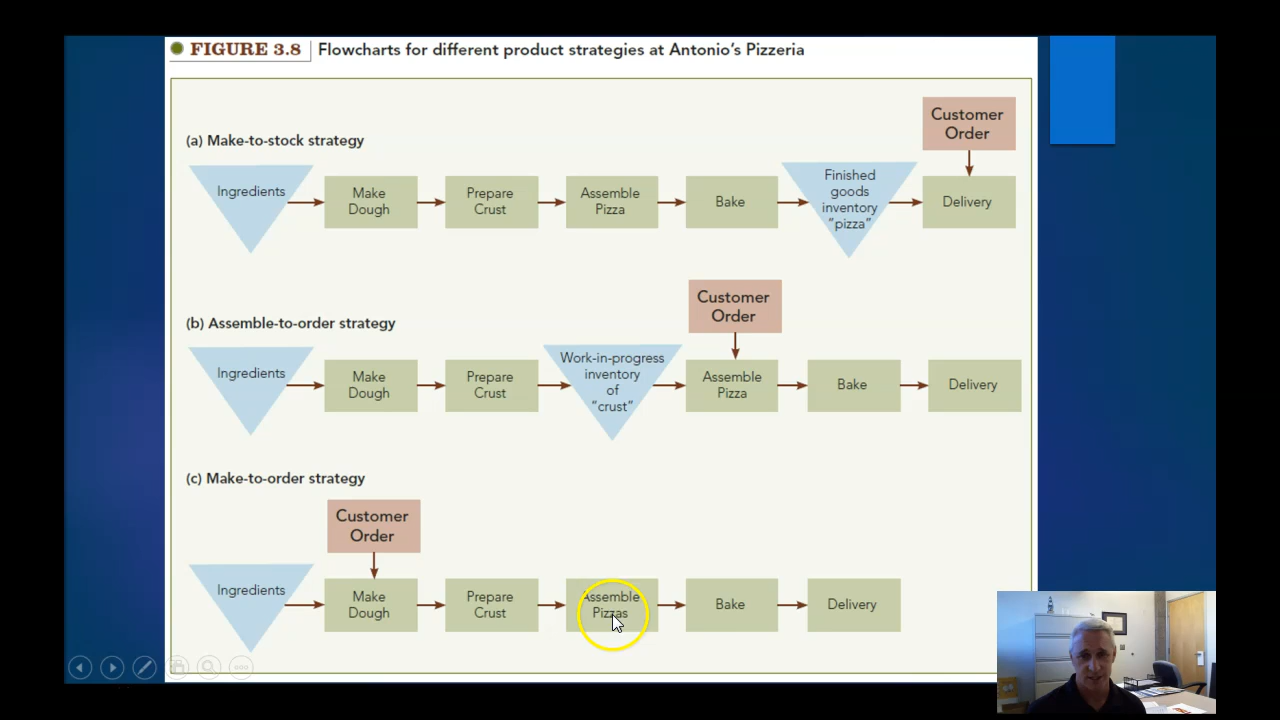 FIGURE 3.8 Flowcharts for different product strategies at Antonio's Pizzeria
Customer
Order
(a) Make-to-stock strategy
Ingredients
Make
Dough
Prepare
Crust
Assemble
Pizza
Bake
Finished
goods
inventory
"pizza"
Delivery
Customer
Order
(b) Assemble-to-order strategy
Ingredients
Make
Dough
Prepare
Crust
Work-in-progress
inventory
of
"crust"
Assemble
Pizza
Bake
Delivery
(c) Make-to-order strategy
Customer
Order
Ingredients
Make
Dough
Prepare
Crust
Assemble
Pizzas
Bake
Delivery